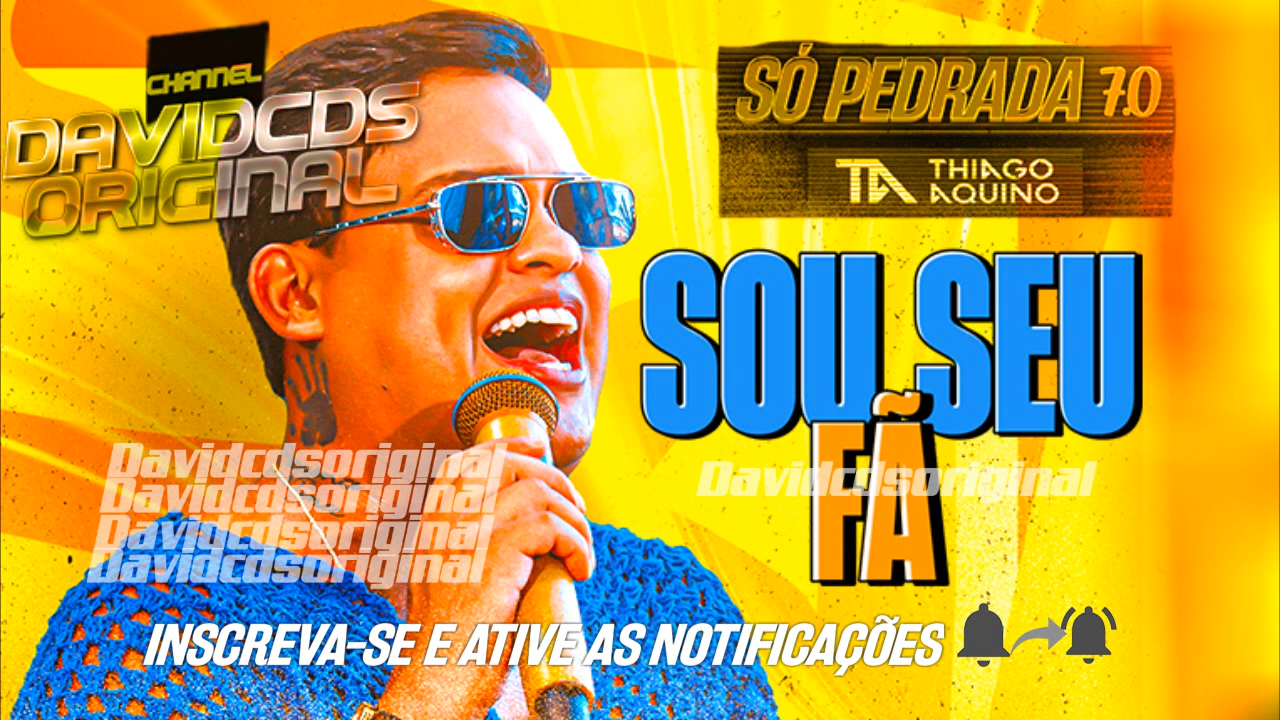 CHANNEL
DAVIDCDS
ORIGINAL
SÓ PEDRADA 7.0
TA THIAGO
AQUINO
SOU SEU
FÃ
Davidcdsoriginal
Davidcdsoriginal
Davidcdsoriginal
Davidcdsoriginal
Davidcdsoriginal
INSCREVA-SE E ATIVE AS NOTIFICAÇÕES